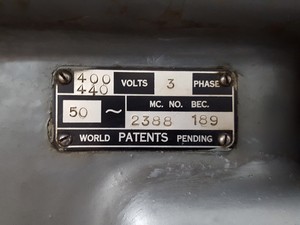 400
440 VOLTS 3 PHASE
50 ~ MC. NO. BEC.
2388 189
WORLD PATENTS PENDING